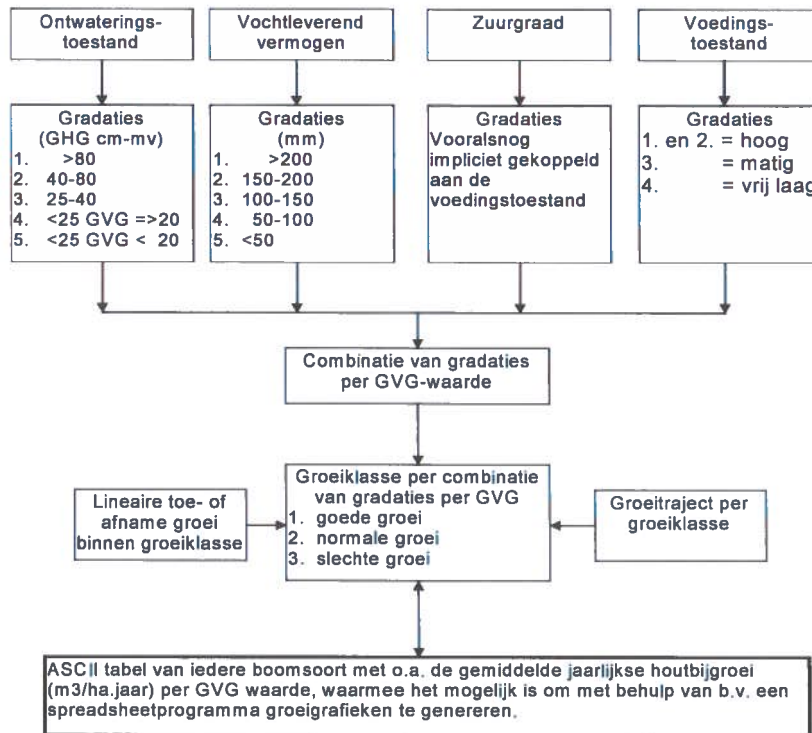 Ontwaterings-
toestand
Vochtleverend
vermogen
Zuurgraad
Voedings-
toestand
Gradaties
(GHG cm-mv)
1. >80
2. 40-80
3. 25-40
4. <25 GVG =>20
5. <25 GVG < 20
Gradaties
(mm)
1. >200
2. 150-200
3. 100-150
4. 50-100
5. <50
Gradaties
Vooralsnog
impliciet gekoppeld
aan de
voedingstoestand
Gradaties
1. en 2. = hoog
3. = matig
4. = vrij laag
Combinatie van gradaties
per GVG-waarde
Lineaire toe- of
afname groei
binnen groeiklasse
Groeiklasse per combinatie
van gradaties per GVG
1. goede groei
2. normale groei
3. slechte groei
Groeitraject per
groeiklasse
ASCII tabel van iedere boomsoort met o.a. de gemiddelde jaarlijkse houtbijgroei
(m3/ha.jaar) per GVG waarde, waarmee het mogelijk is om met behulp van b.v. een
spreadsheetprogramma groeigrafieken te genereren.